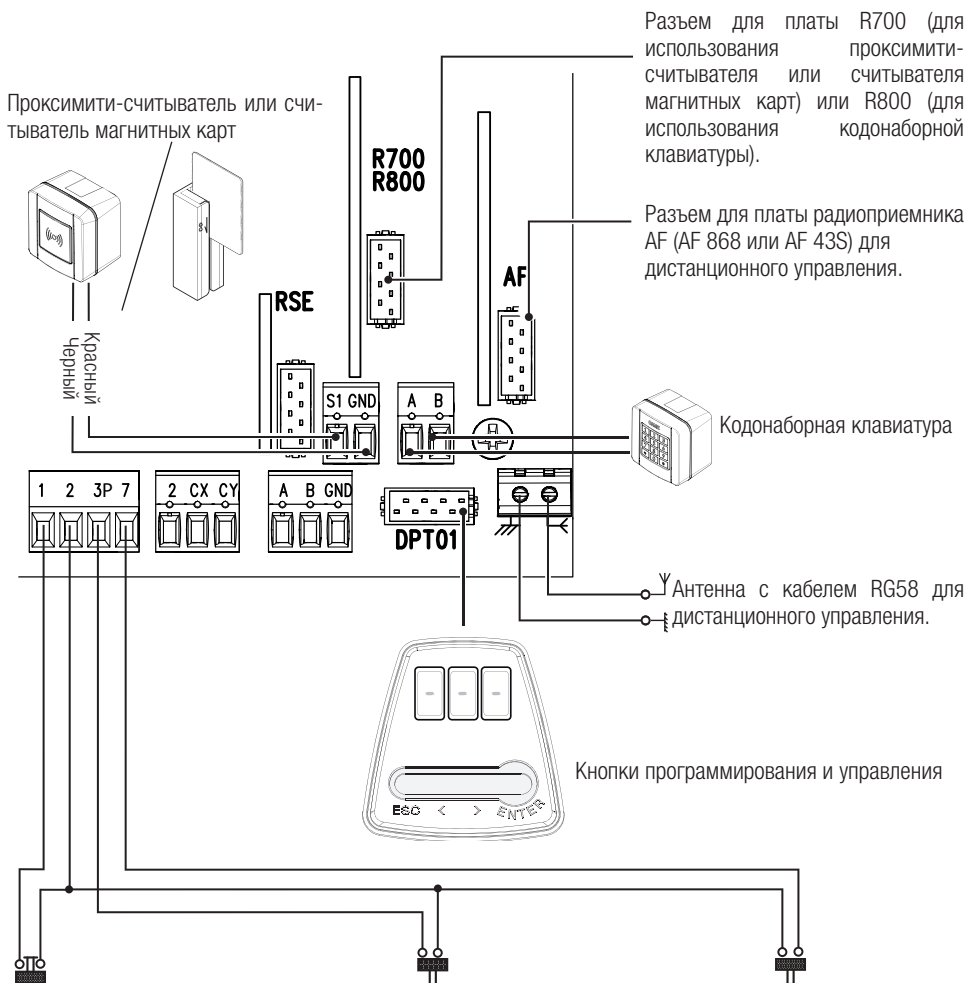 Разъем для платы R700 (для
использования проксимити-
считывателя или считывателя
магнитных карт) или R800 (для
использования кодонаборной
клавиатуры).
Проксимити-считыватель или счи-
тыватель магнитных карт
R700
R800
Разъем для платы радиоприемника
AF (AF 868 или AF 43S) для
дистанционного управления.
AF
RSE
Красный
Черный
S1 GND
A B
Кодонаборная клавиатура
1 2 3P 7
2 CX CY
A B GND
DPT01
Антенна с кабелем RG58 для
дистанционного управления.
Кнопки программирования и управления
ESC < > ENTER